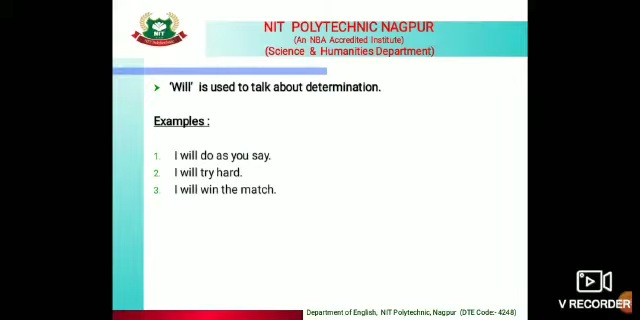 NIT POLYTECHNIC NAGPUR
(An NBA Accredited Institute)
(Science & Humanities Department)
NIT
➢ 'Will' is used to talk about determination.
Examples :
1. I will do as you say.
2. I will try hard.
3. I will win the match.
V RECORDER
Department of English, NIT Polytechnic, Nagpur (DTE Code:- 4248)